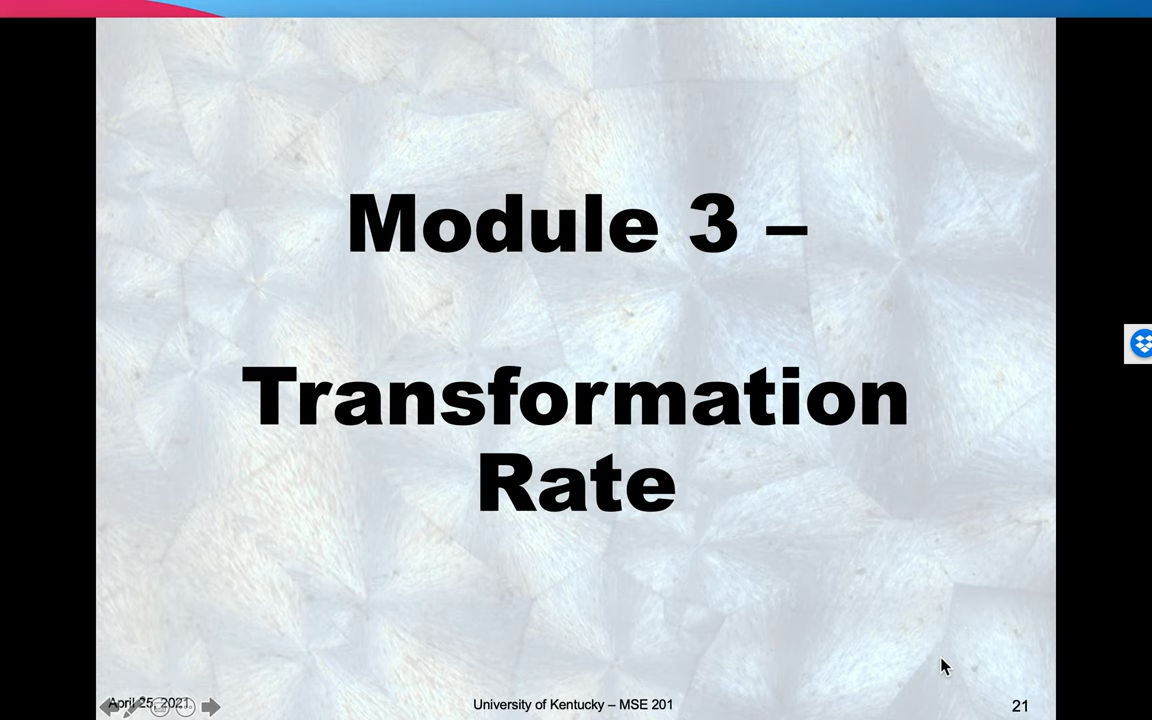 Module 3 –
Transformation
Rate
April 25, 2021
University of Kentucky – MSE 201
21